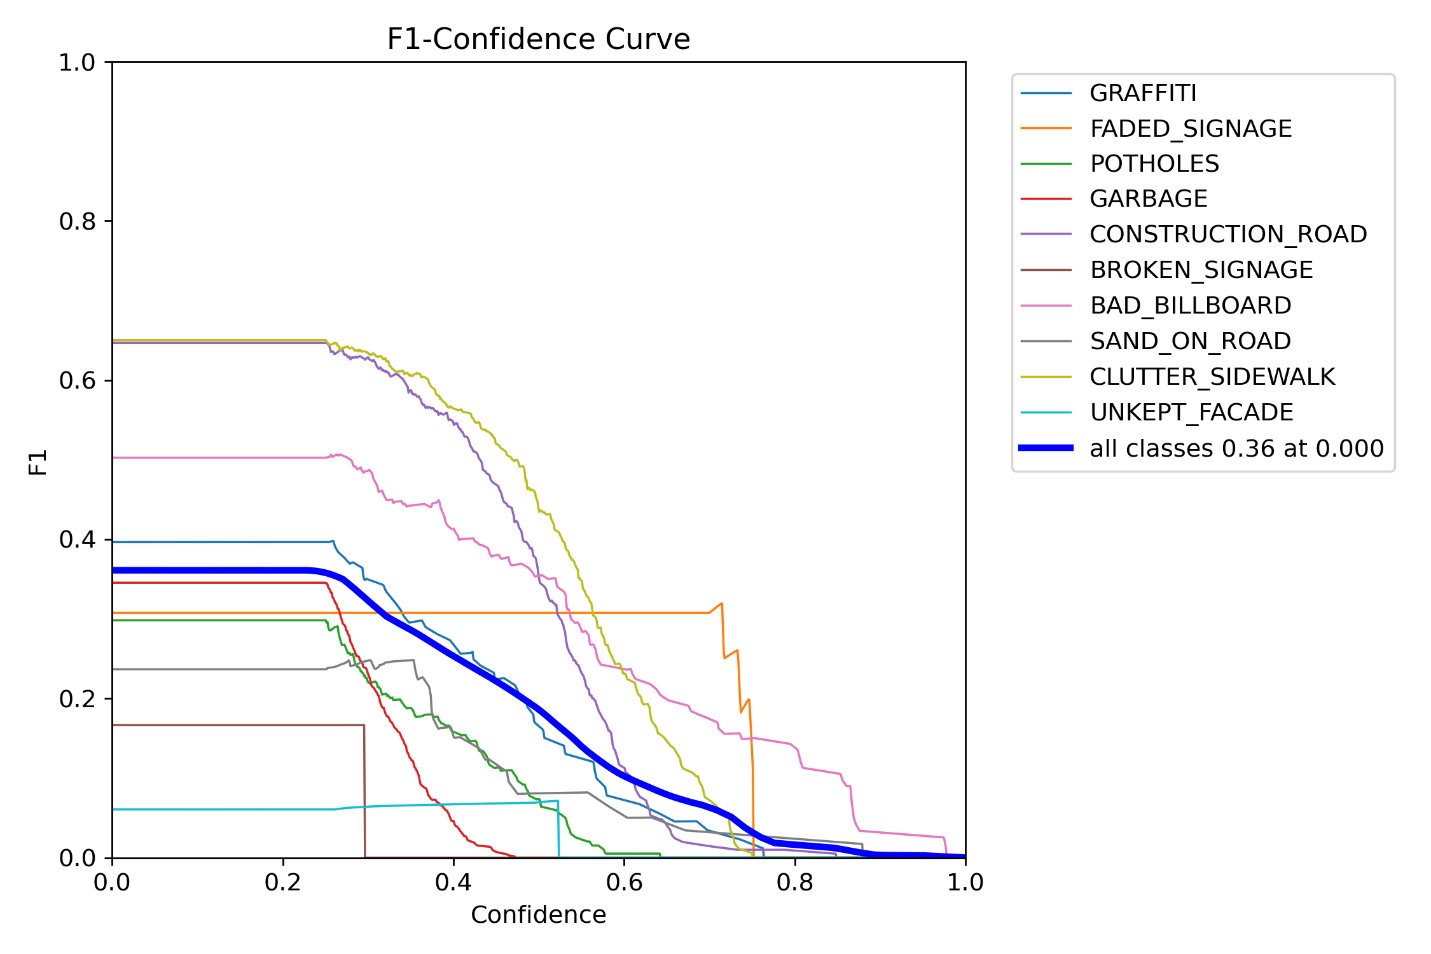 F1-Confidence Curve
1.0
0.8
0.6
0.4
0.2
0.0
F1
0.0 0.2 0.4 0.6 0.8 1.0
Confidence
GRAFFITI
FADED_SIGNAGE
POTHOLES
GARBAGE
CONSTRUCTION_ROAD
BROKEN_SIGNAGE
BAD_BILLBOARD
SAND_ON_ROAD
CLUTTER_SIDEWALK
UNKEPT_FACADE
all classes 0.36 at 0.000